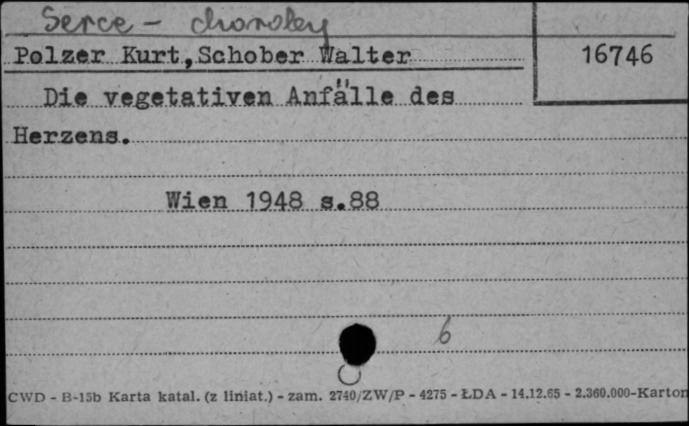 Serce - choroby
Polzer Kurt, Schober Walter
16746
Die vegetativen Anfälle des
Herzens.
Wien 1948 s.88
6
CWD - B-15b Karta katal. (z liniat.) - zam. 2740/ZW/P - 4275 - ŁDA - 14.12.65 - 2.360.000-Karton